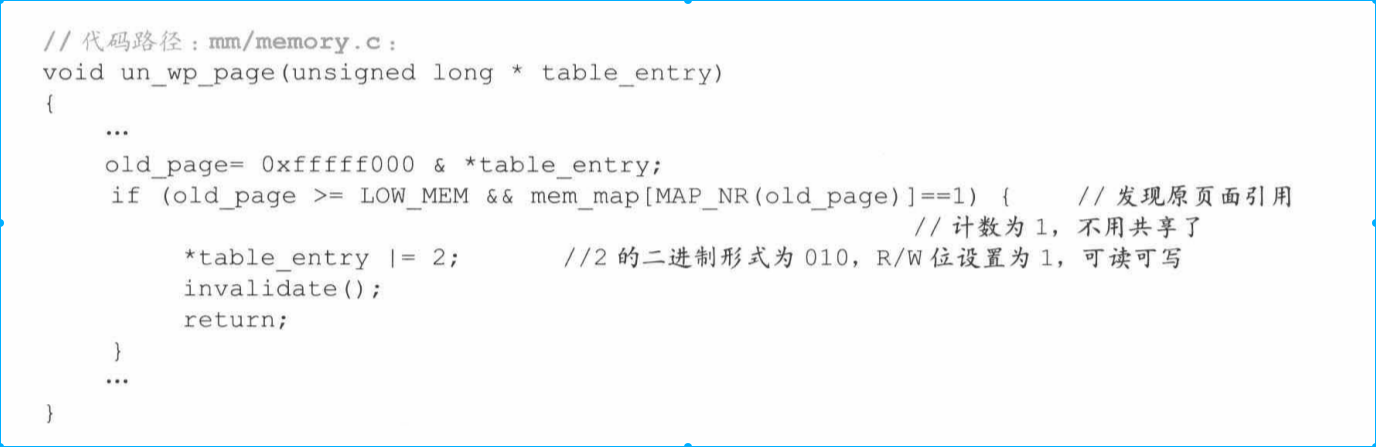 // 代码路径：mm/memory.c：
void un_wp_page(unsigned long * table_entry)
{
…
old_page= 0xfffff000 & *table_entry;
if (old_page >= LOW_MEM && mem_map[MAP_NR(old_page)]==1) { // 发现原页面引用
// 计数为 1，不用共享了
*table_entry |= 2; //2 的二进制形式为 010，R/W 位设置为 1，可读可写
invalidate();
return;
}
…
}